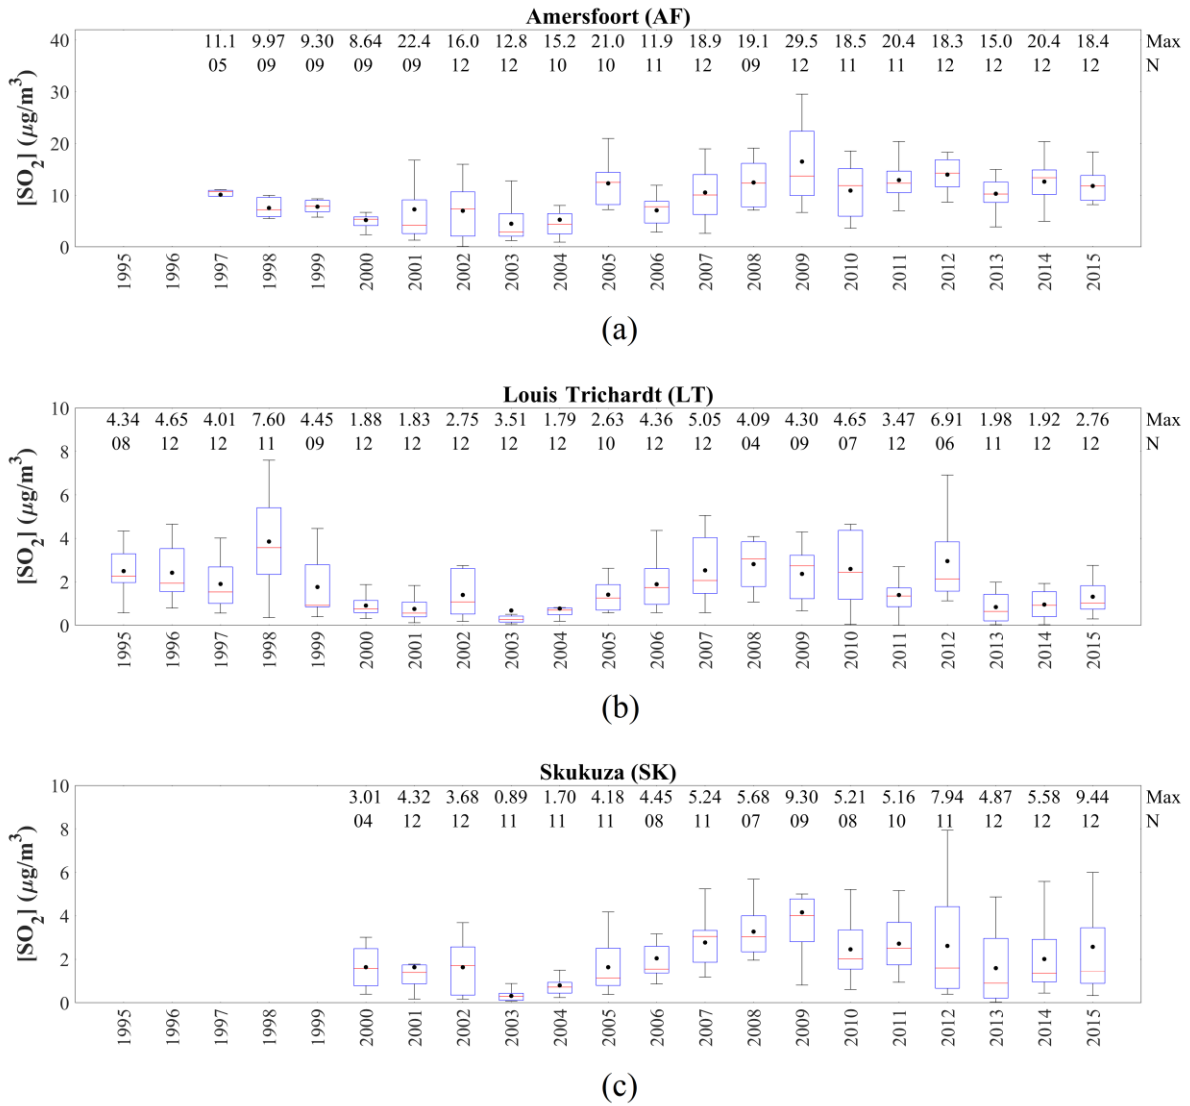 Amersfoort (AF)
40 11.1 9.97 9.30 8.64 22.4 16.0 12.8 15.2 21.0 11.9 18.9 19.1 29.5 18.5 20.4 18.3 15.0 20.4 18.4 Max
05 09 09 09 09 12 12 10 10 11 12 09 12 11 11 12 12 12 12 N
30
20
10
0
[SO2] (μg/m3)
1995 1996 1997 1998 1999 2000 2001 2002 2003 2004 2005 2006 2007 2008 2009 2010 2011 2012 2013 2014 2015
(a)
Louis Trichardt (LT)
10 4.34 4.65 4.01 7.60 4.45 1.88 1.83 2.75 3.51 1.79 2.63 4.36 5.05 4.09 4.30 4.65 3.47 6.91 1.98 1.92 2.76 Max
08 12 12 11 09 12 12 12 12 12 10 12 12 04 09 07 12 06 11 12 12 N
8
6
4
2
0
[SO2] (μg/m3)
1995 1996 1997 1998 1999 2000 2001 2002 2003 2004 2005 2006 2007 2008 2009 2010 2011 2012 2013 2014 2015
(b)
Skukuza (SK)
10 3.01 4.32 3.68 0.89 1.70 4.18 4.45 5.24 5.68 9.30 5.21 5.16 7.94 4.87 5.58 9.44 Max
04 12 12 11 11 11 08 11 07 09 08 10 11 12 12 12 N
8
6
4
2
0
[SO2] (μg/m3)
1995 1996 1997 1998 1999 2000 2001 2002 2003 2004 2005 2006 2007 2008 2009 2010 2011 2012 2013 2014 2015
(c)